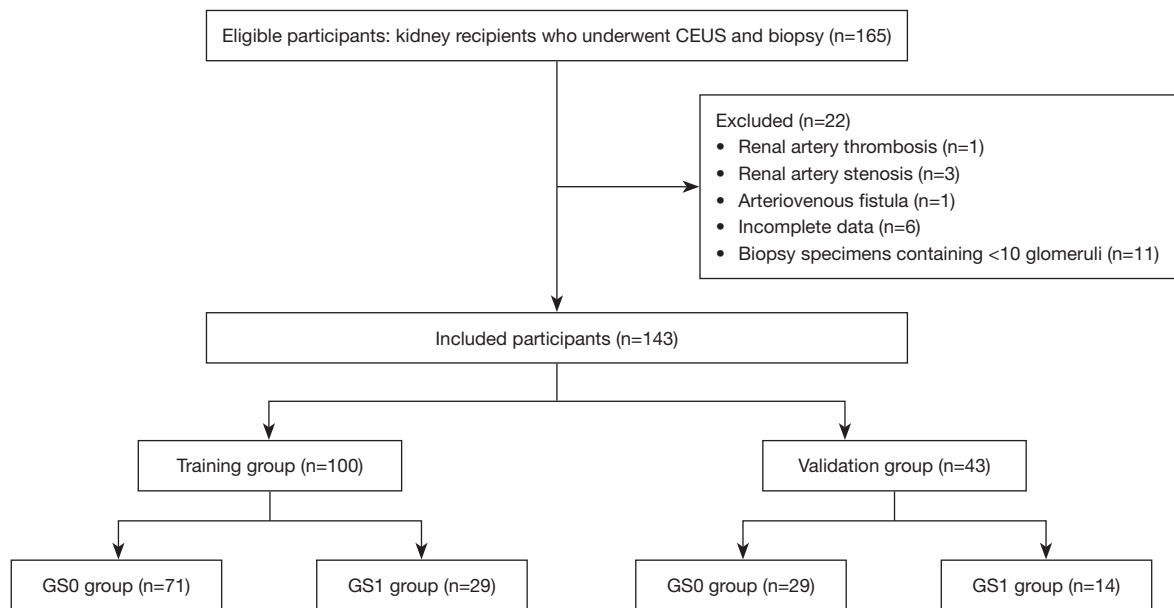 Eligible participants: kidney recipients who underwent CEUS and biopsy (n=165)
Excluded (n=22)
• Renal artery thrombosis (n=1)
• Renal artery stenosis (n=3)
• Arteriovenous fistula (n=1)
• Incomplete data (n=6)
• Biopsy specimens containing <10 glomeruli (n=11)
Included participants (n=143)
Training group (n=100)
Validation group (n=43)
GS0 group (n=71)
GS1 group (n=29)
GS0 group (n=29)
GS1 group (n=14)